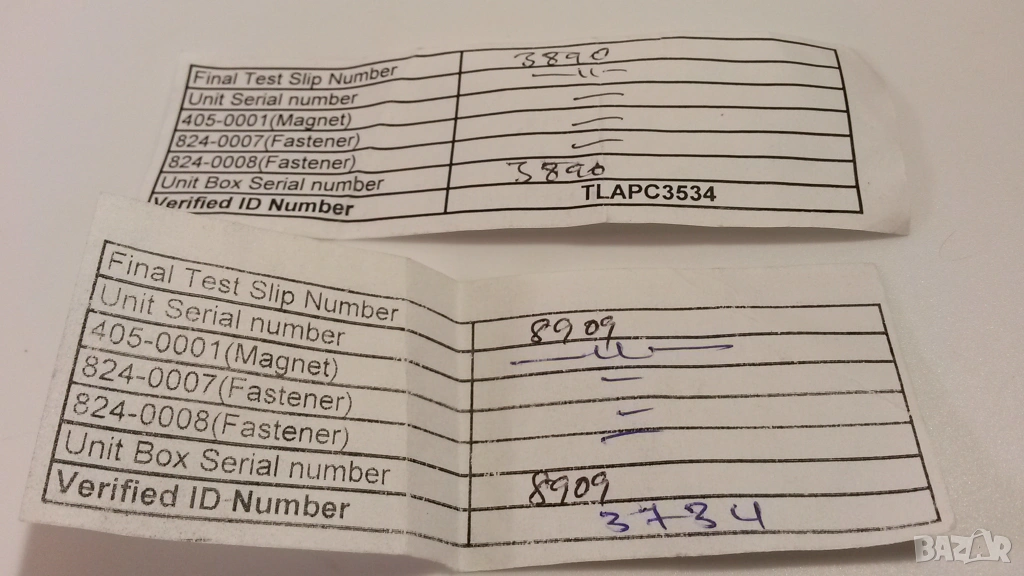 Final Test Slip Number 3890
Unit Serial number —〃—
405-0001(Magnet)
824-0007(Fastener)
824-0008(Fastener)
Unit Box Serial number 3890
Verified ID Number TLAPC3534
Final Test Slip Number 8909
Unit Serial number —〃—
405-0001(Magnet)
824-0007(Fastener)
824-0008(Fastener)
Unit Box Serial number 8909
Verified ID Number 3734
BAZAR